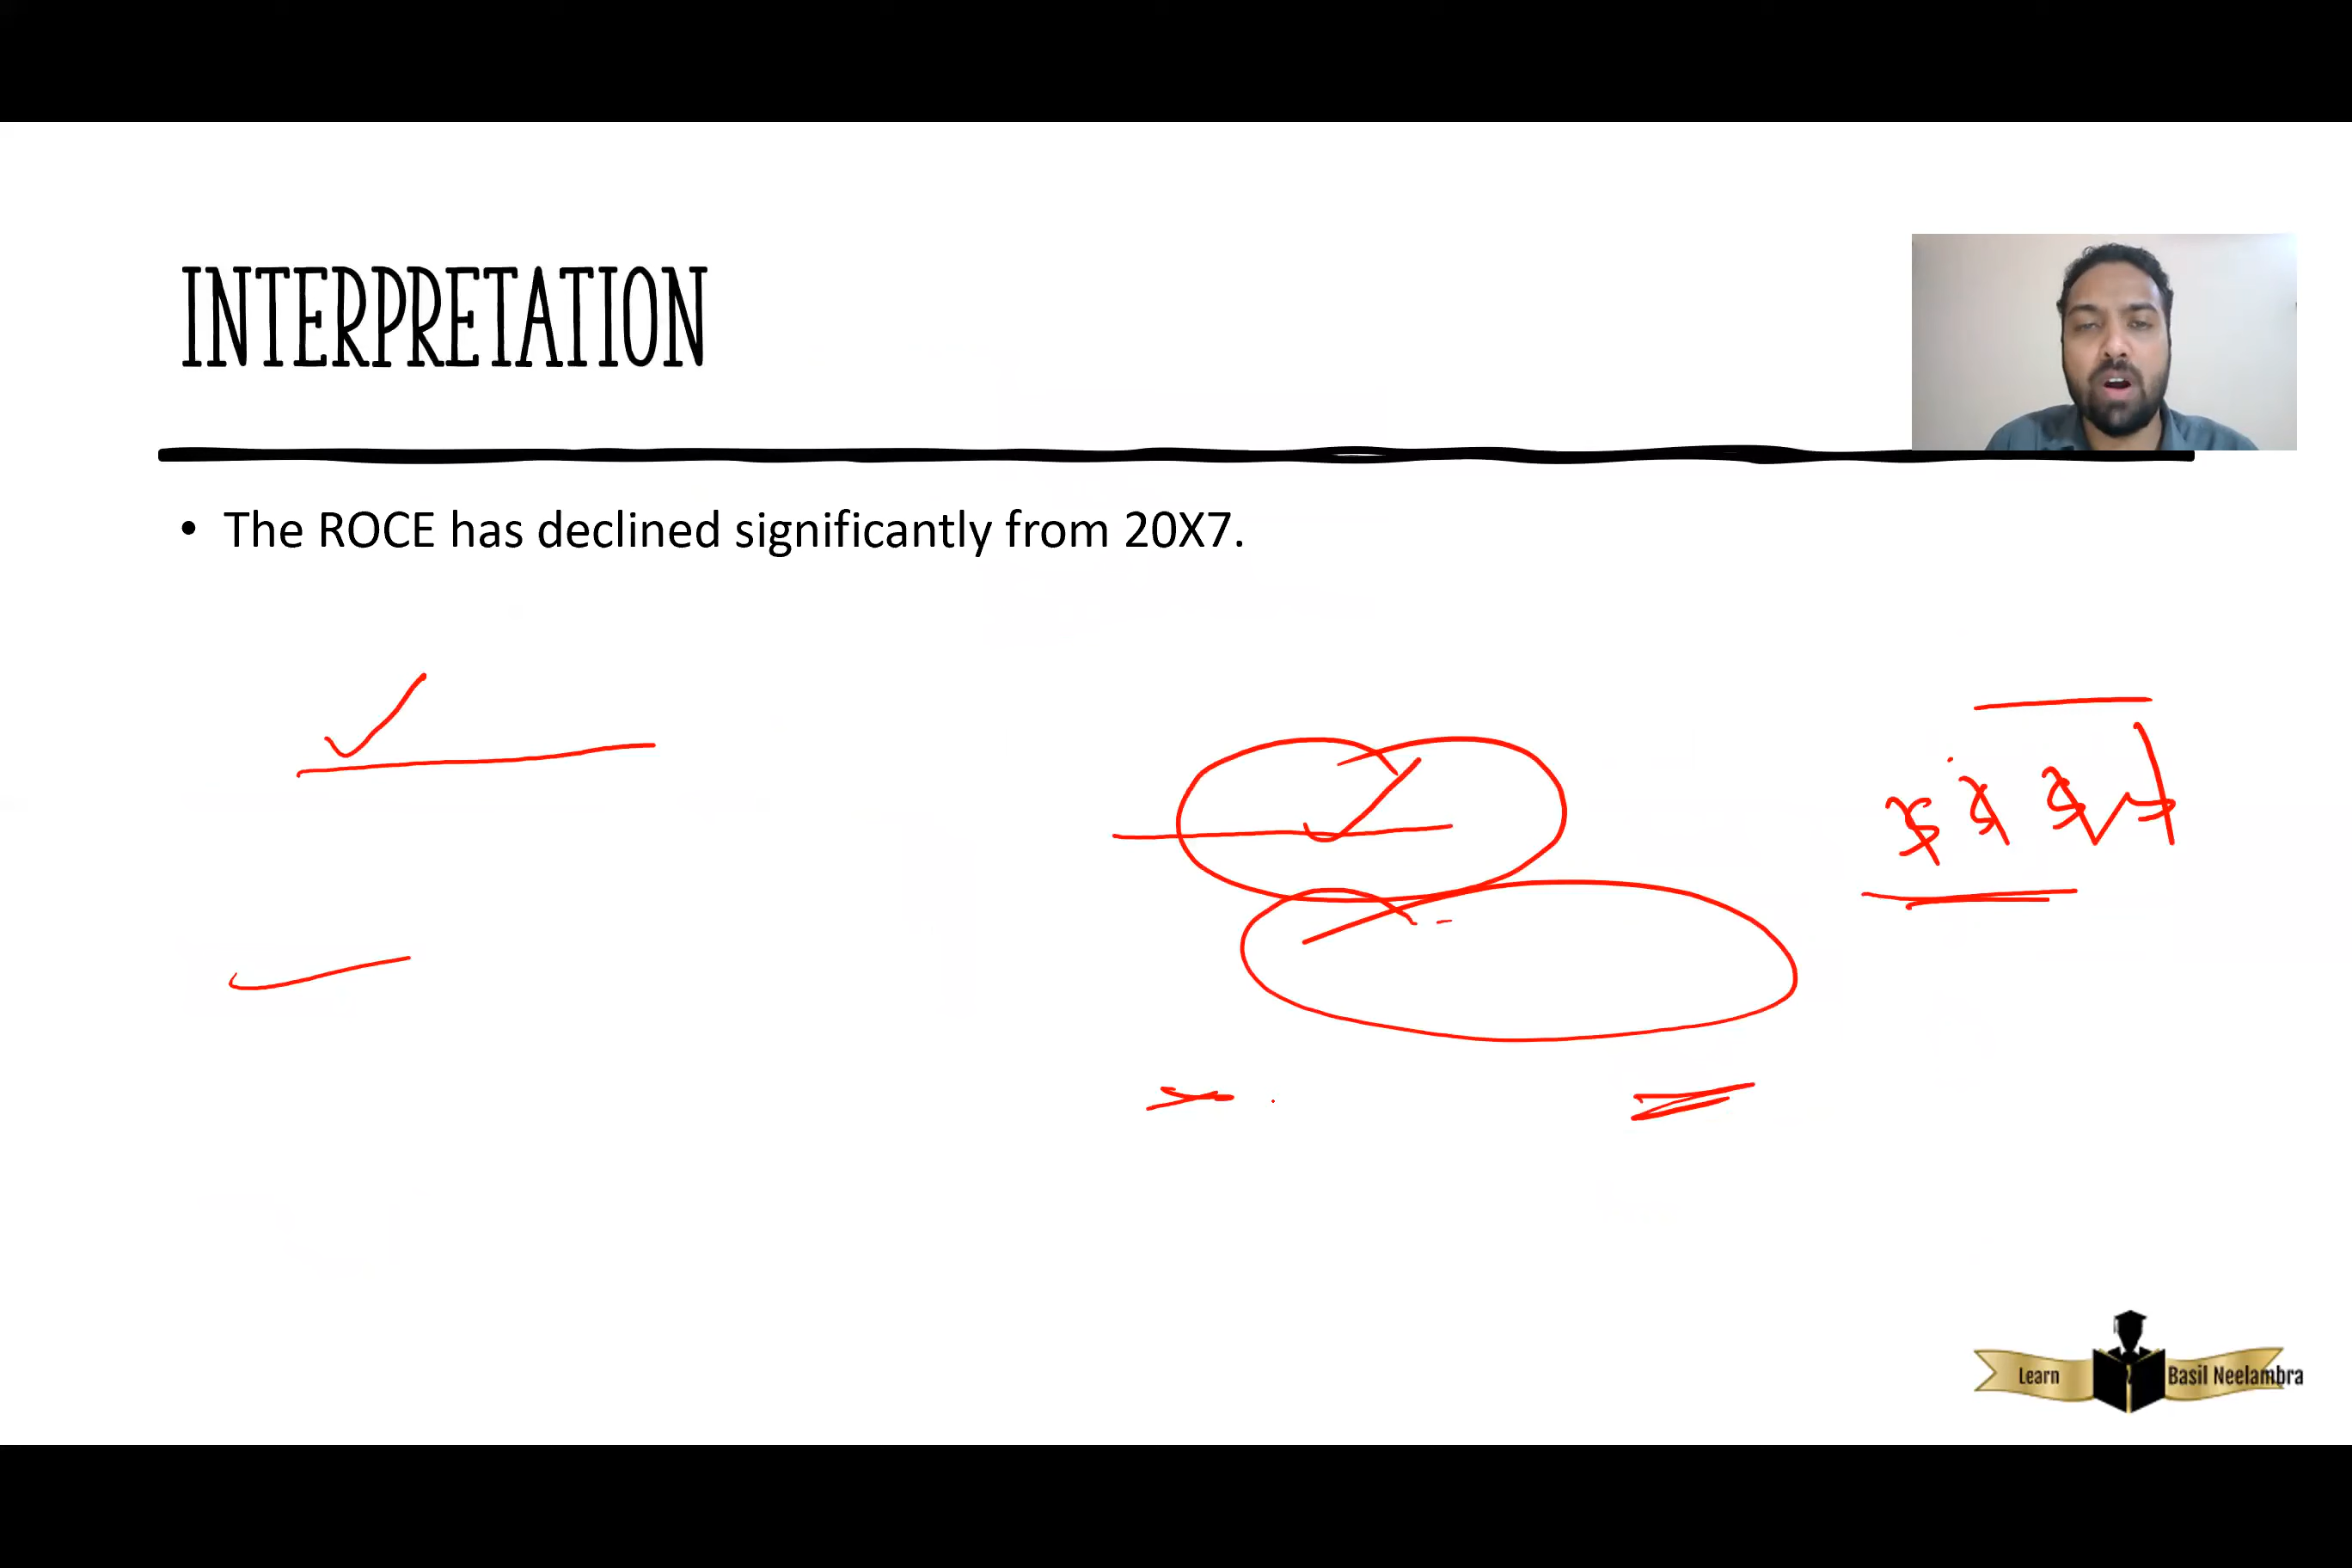 INTERPRETATION
• The ROCE has declined significantly from 20X7.
$ $ $
Learn
Basil Neelambra